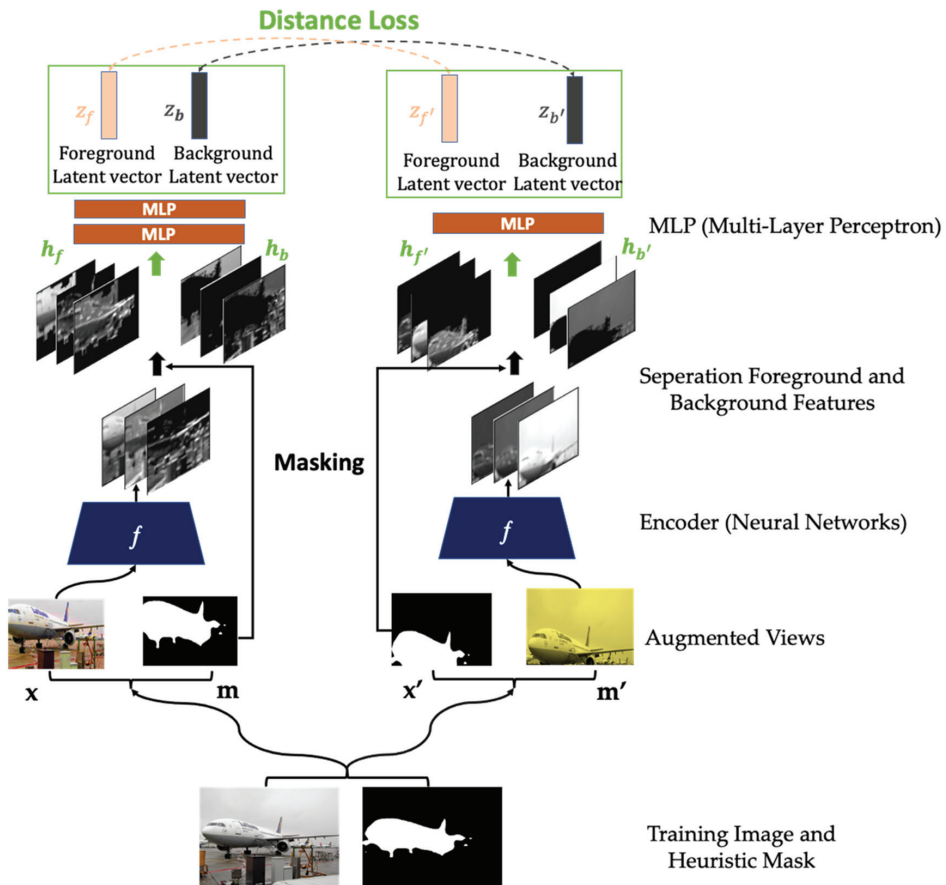 Distance Loss
z_f
z_b
z_f′
z_b′
Foreground Latent vector
Background Latent vector
Foreground Latent vector
Background Latent vector
MLP
MLP
MLP
MLP (Multi-Layer Perceptron)
h_f
h_b
h_f′
h_b′
Seperation Foreground and
Background Features
Masking
f
f
Encoder (Neural Networks)
Augmented Views
x
m
x′
m′
Training Image and
Heuristic Mask